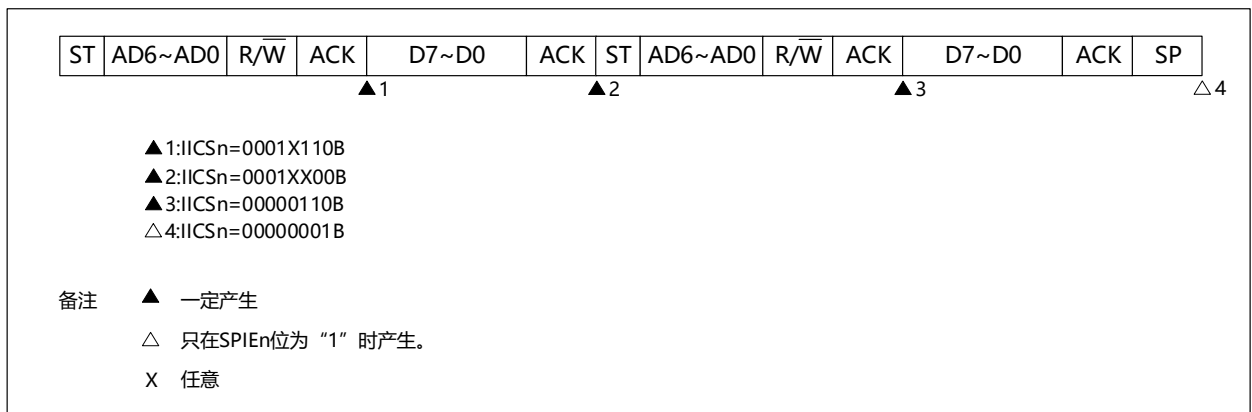 ST AD6~AD0 R/W̅ ACK D7~D0 ACK ST AD6~AD0 R/W̅ ACK D7~D0 ACK SP
▲1 ▲2 ▲3 △4
▲1:IICSn=0001X110B
▲2:IICSn=0001XX00B
▲3:IICSn=00000110B
△4:IICSn=00000001B
备注 ▲ 一定产生
△ 只在SPIEn位为“1”时产生。
X 任意